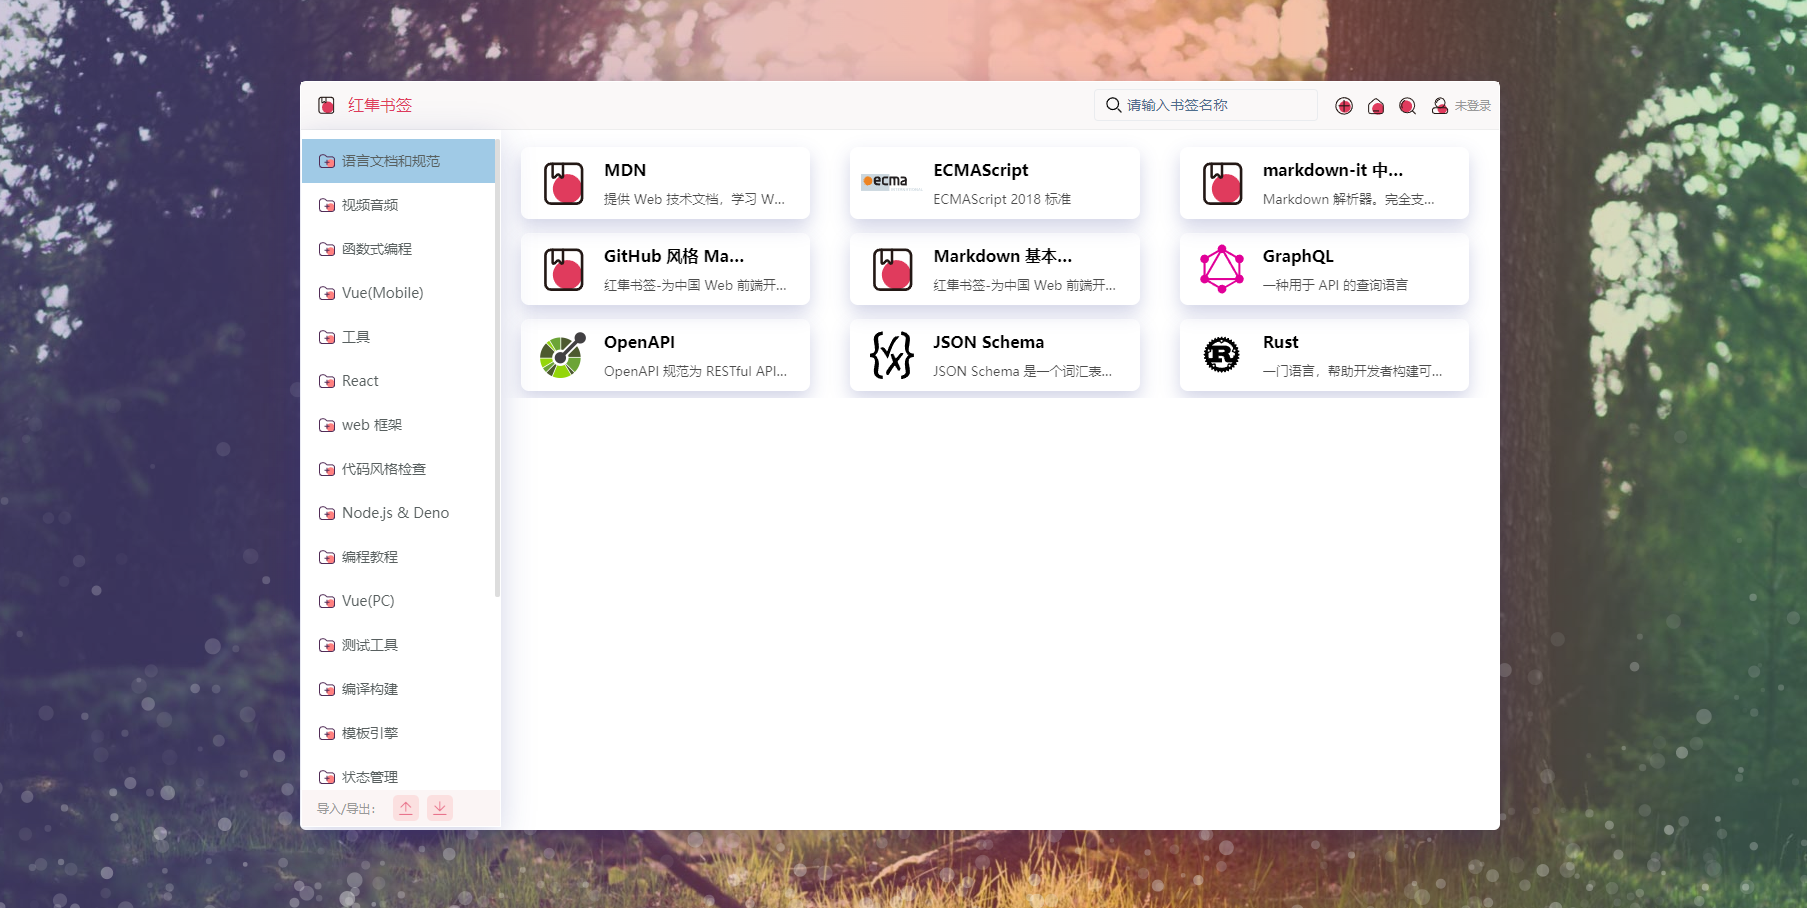 红隼书签
请输入书签名称
未登录
语言文档和规范
视频音频
函数式编程
Vue(Mobile)
工具
React
web 框架
代码风格检查
Node.js & Deno
编程教程
Vue(PC)
测试工具
编译构建
模板引擎
状态管理
导入/导出：
MDN
提供 Web 技术文档，学习 W...
ecma
ECMAScript
ECMAScript 2018 标准
markdown-it 中...
Markdown 解析器。完全支...
GitHub 风格 Ma...
红隼书签-为中国 Web 前端开...
Markdown 基本...
红隼书签-为中国 Web 前端开...
GraphQL
一种用于 API 的查询语言
OpenAPI
OpenAPI 规范为 RESTful API...
JSON Schema
JSON Schema 是一个词汇表...
Rust
一门语言，帮助开发者构建可...